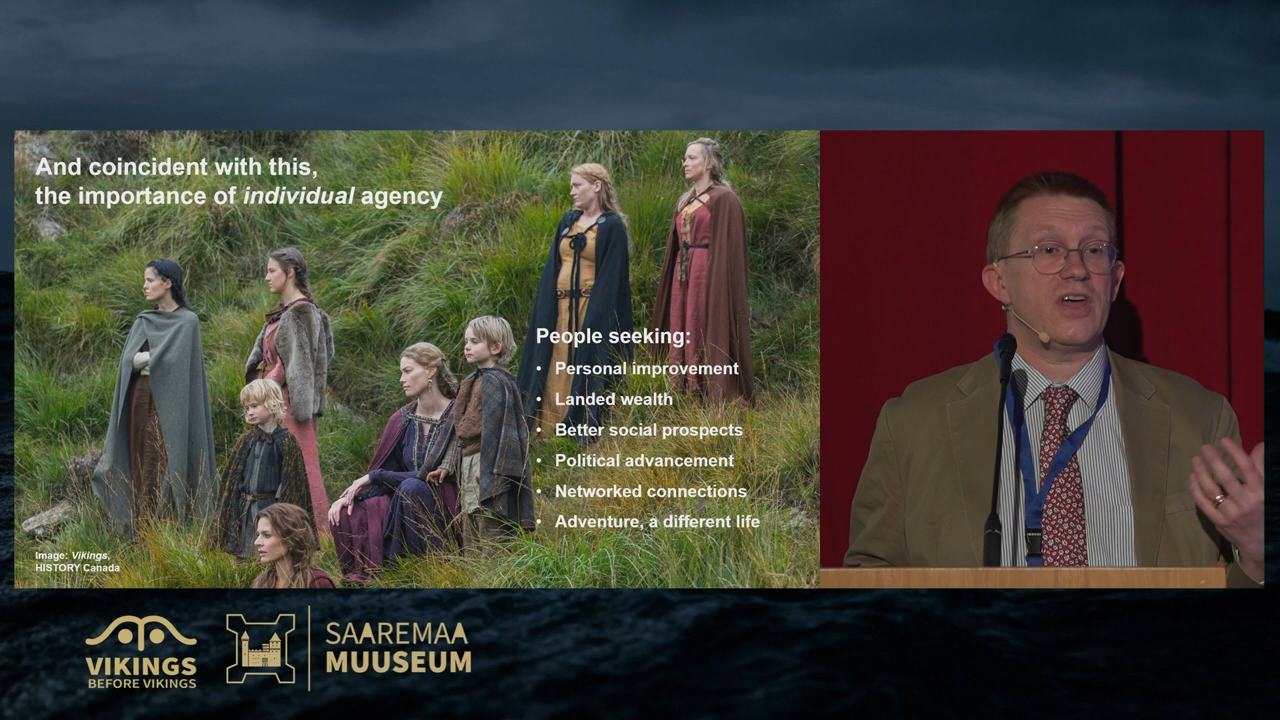 And coincident with this,
the importance of individual agency
People seeking:
• Personal improvement
• Landed wealth
• Better social prospects
• Political advancement
• Networked connections
• Adventure, a different life
Image: Vikings,
HISTORY Canada
VIKINGS
BEFORE VIKINGS
SAAREMAA
MUUSEUM